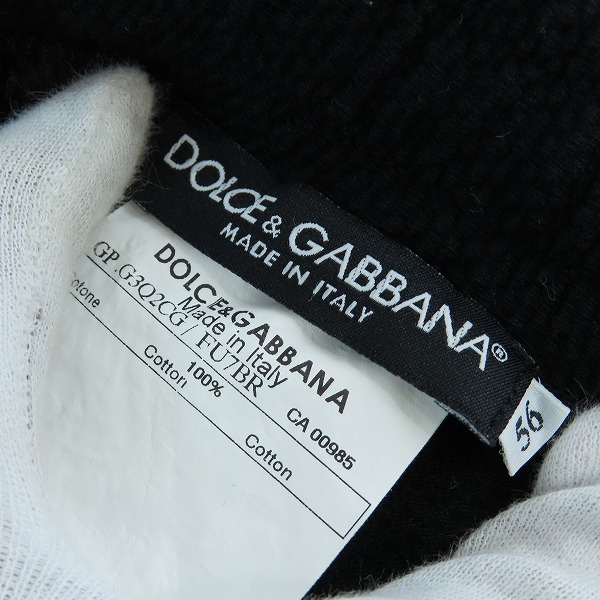 DOLCE & GABBANA®
MADE IN ITALY
56
DOLCE&GABBANA
Made in Italy
GP.G3Q2CG/ FU7BR
CA 00985
100%
Cotton
Cotton